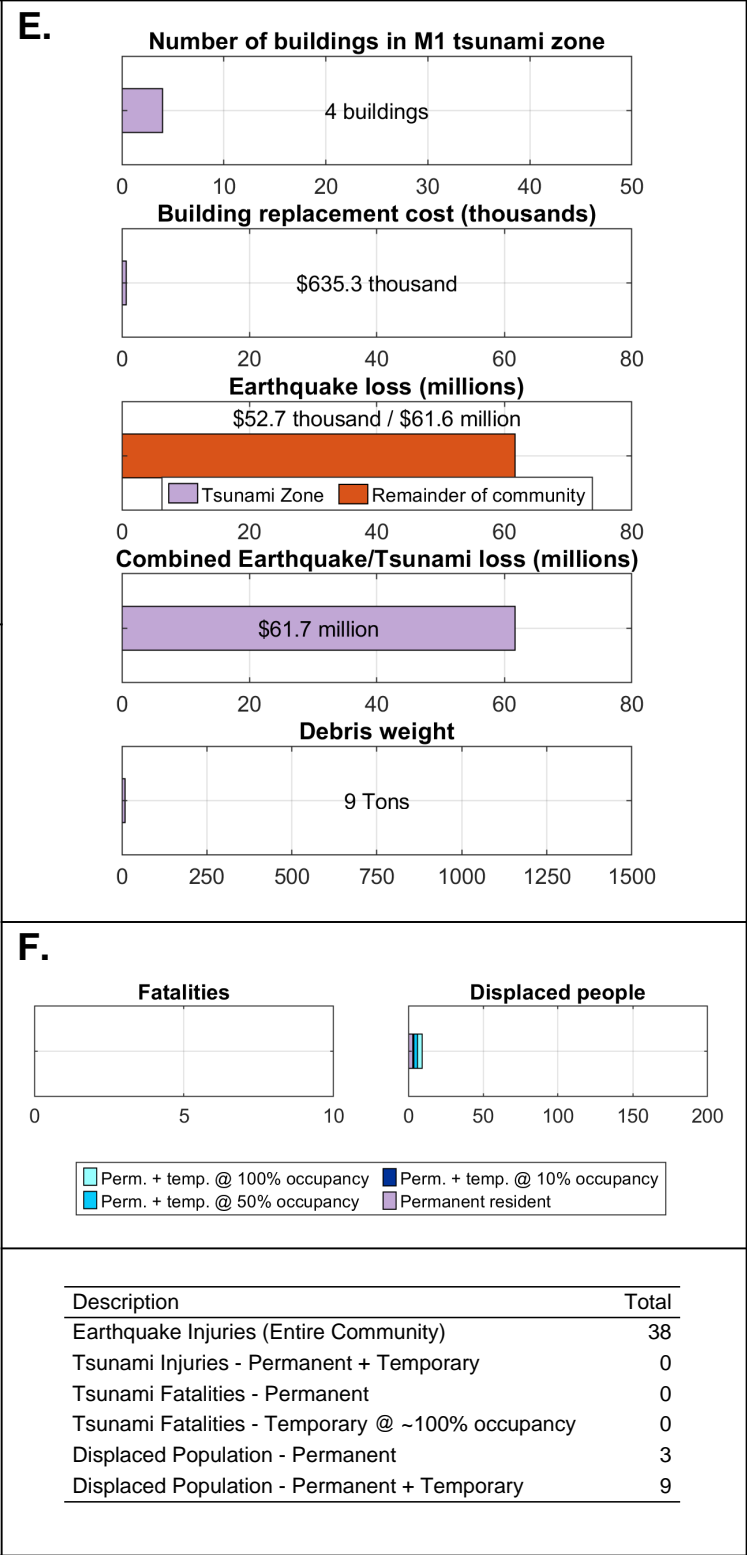 E.
Number of buildings in M1 tsunami zone
4 buildings
0 10 20 30 40 50
Building replacement cost (thousands)
$635.3 thousand
0 20 40 60 80
Earthquake loss (millions)
$52.7 thousand / $61.6 million
Tsunami Zone Remainder of community
0 20 40 60 80
Combined Earthquake/Tsunami loss (millions)
$61.7 million
0 20 40 60 80
Debris weight
9 Tons
0 250 500 750 1000 1250 1500
F.
Fatalities Displaced people
0 5 10 0 50 100 150 200
Perm. + temp. @ 100% occupancy Perm. + temp. @ 10% occupancy
Perm. + temp. @ 50% occupancy Permanent resident
Description Total
Earthquake Injuries (Entire Community) 38
Tsunami Injuries - Permanent + Temporary 0
Tsunami Fatalities - Permanent 0
Tsunami Fatalities - Temporary @ ~100% occupancy 0
Displaced Population - Permanent 3
Displaced Population - Permanent + Temporary 9